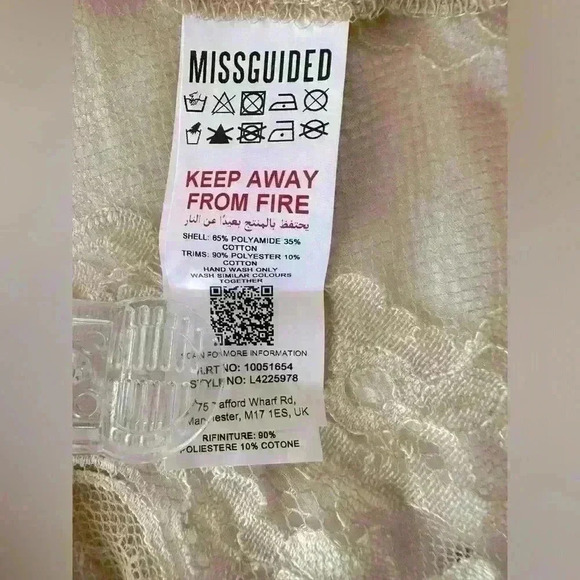 MISSGUIDED
KEEP AWAY
FROM FIRE
يحتفظ بالمنتج بعيدًا عن النار
SHELL: 65% POLYAMIDE 35%
COTTON
TRIMS: 90% POLYESTER 10%
COTTON
HAND WASH ONLY
WASH SIMILAR COLOURS
TOGETHER
FOR MORE INFORMATION
NO: 10051654
NO: L4225978
75 Wharf Rd,
M17 1ES, UK
RIFINITURE: 90%
POLIESTERE 10% COTONE